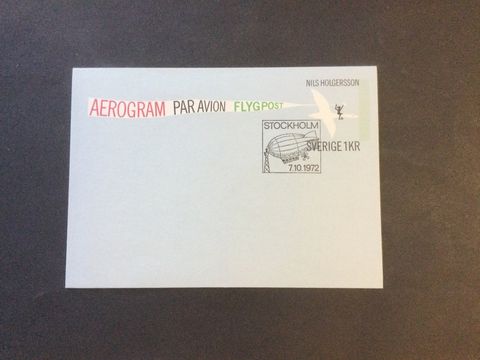 NILS HOLGERSSON
AEROGRAM PAR AVION FLYGPOST
STOCKHOLM
SVERIGE 1KR
7.10.1972